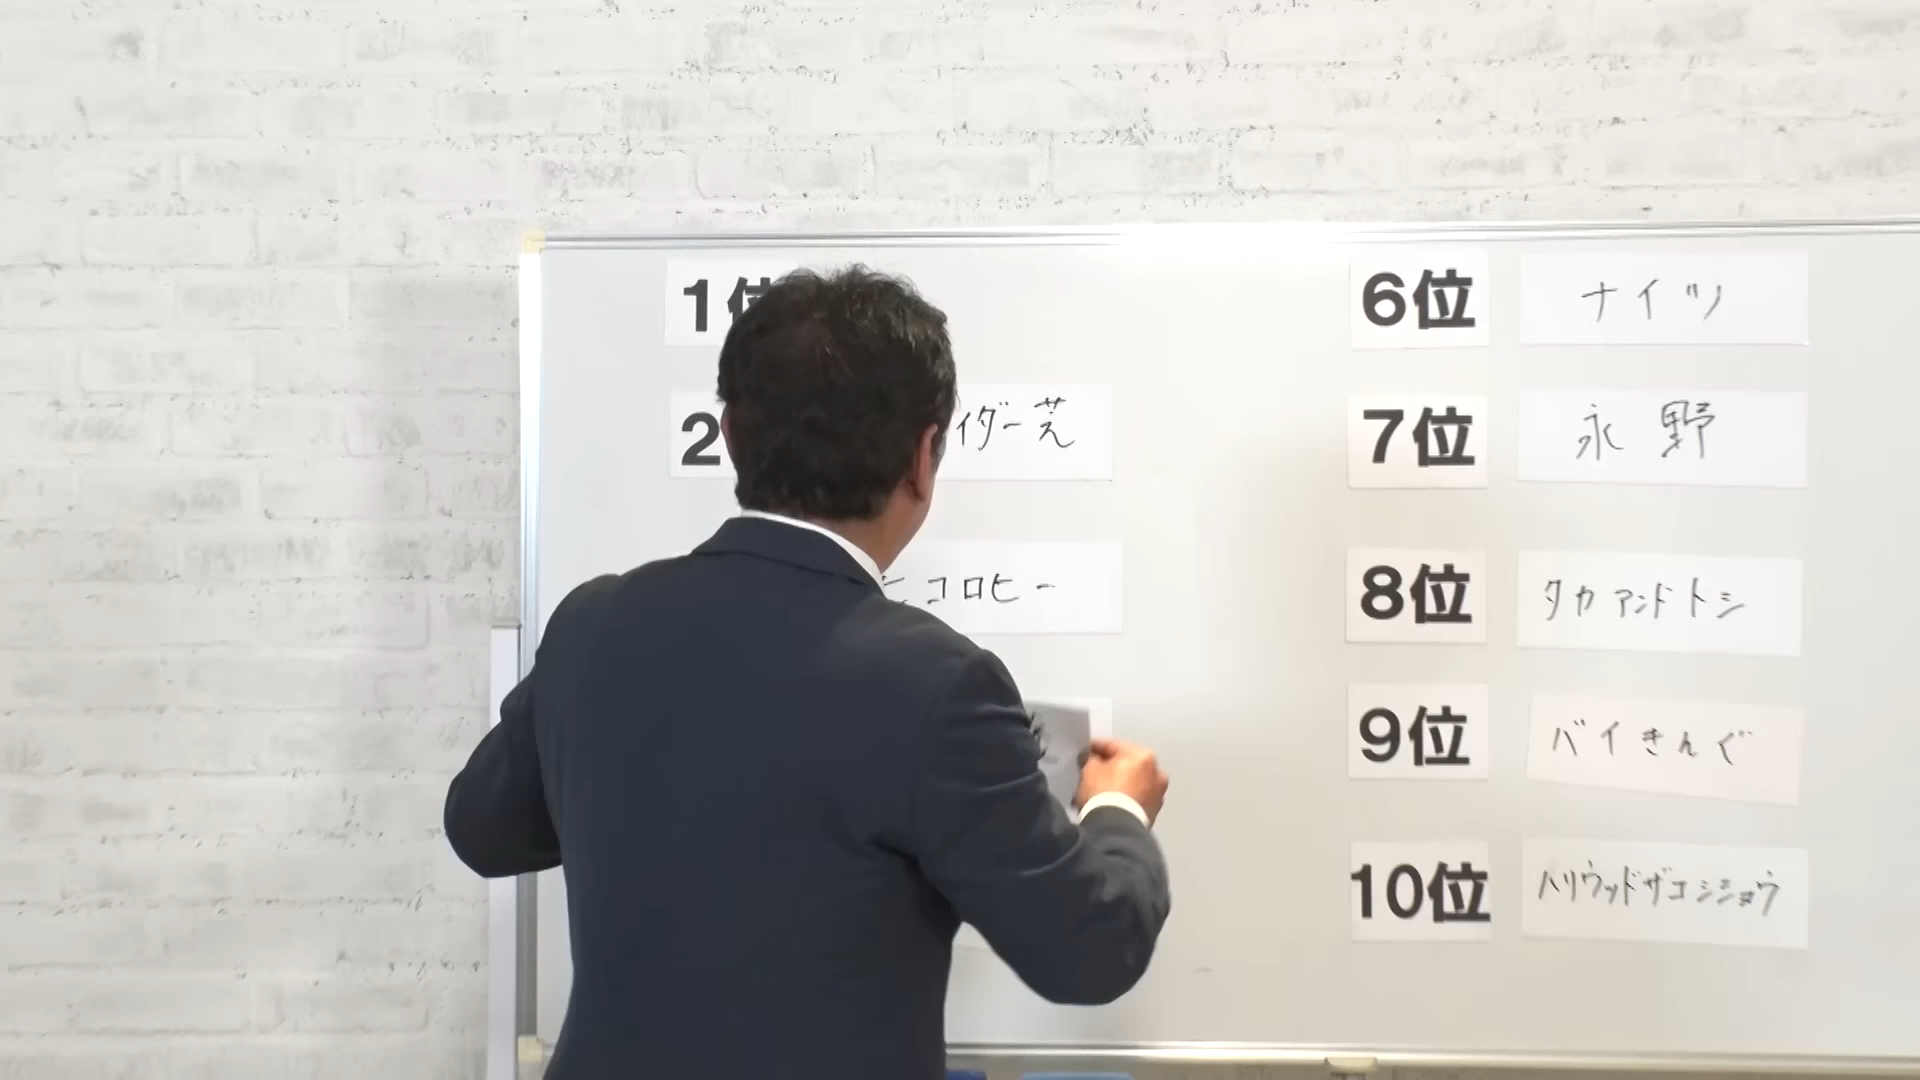 1位
2
イダー芝
ヒコロヒー
6位 ナイツ
7位 永野
8位 タカアンドトシ
9位 バイきんぐ
10位 ハリウッドザコシショウ